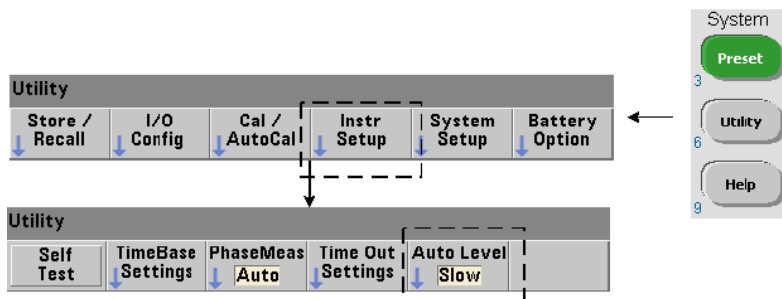 System
Preset
3
Utility
6
Help
9
Utility
Store / Recall
I/O Config
Cal / AutoCal
Instr Setup
System Setup
Battery Option
Utility
Self Test
TimeBase Settings
PhaseMeas Auto
Time Out Settings
Auto Level Slow